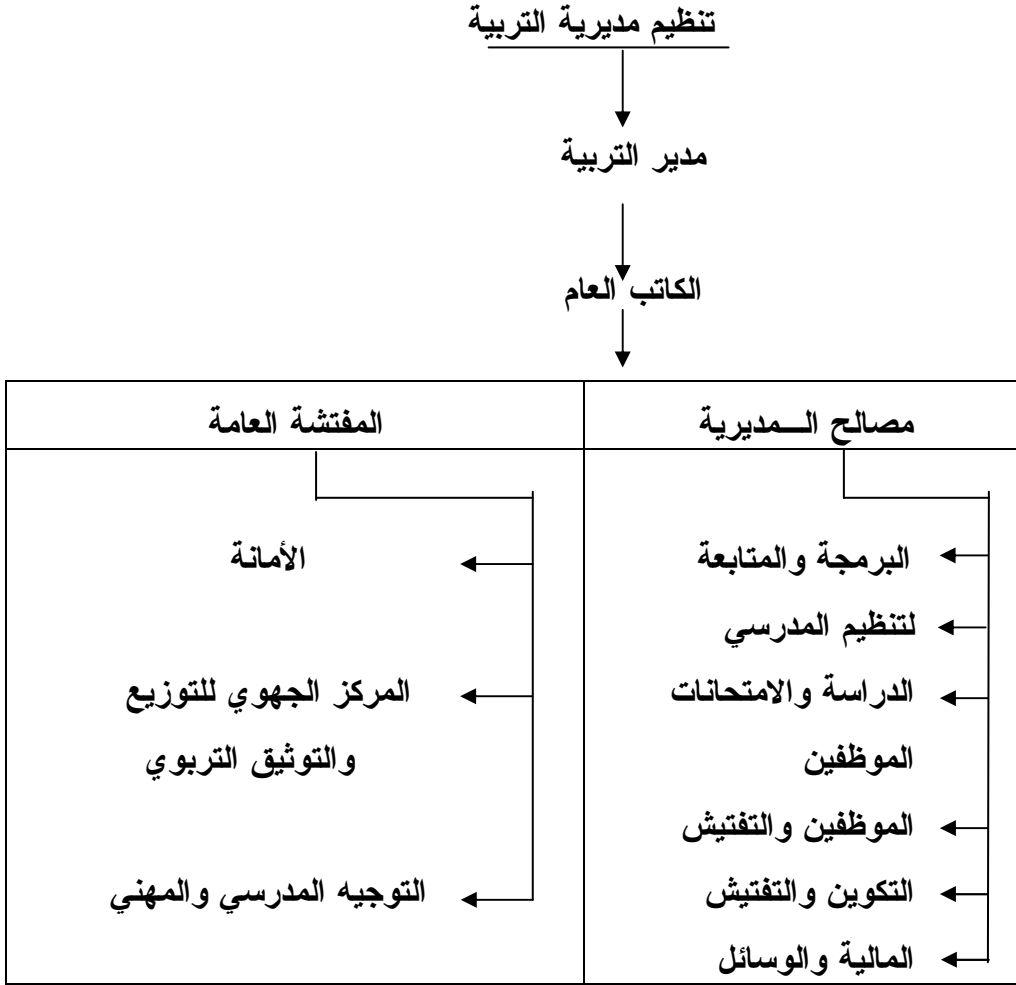 تنظيم مديرية التربية
مدير التربية
الكاتب العام
مصالح الـــمديرية
البرمجة والمتابعة
لتنظيم المدرسي
الدراسة والامتحانات
الموظفين
الموظفين والتفتيش
التكوين والتفتيش
المالية والوسائل
المفتشة العامة
الأمانة
المركز الجهوي للتوزيع
والتوثيق التربوي
التوجيه المدرسي والمهني